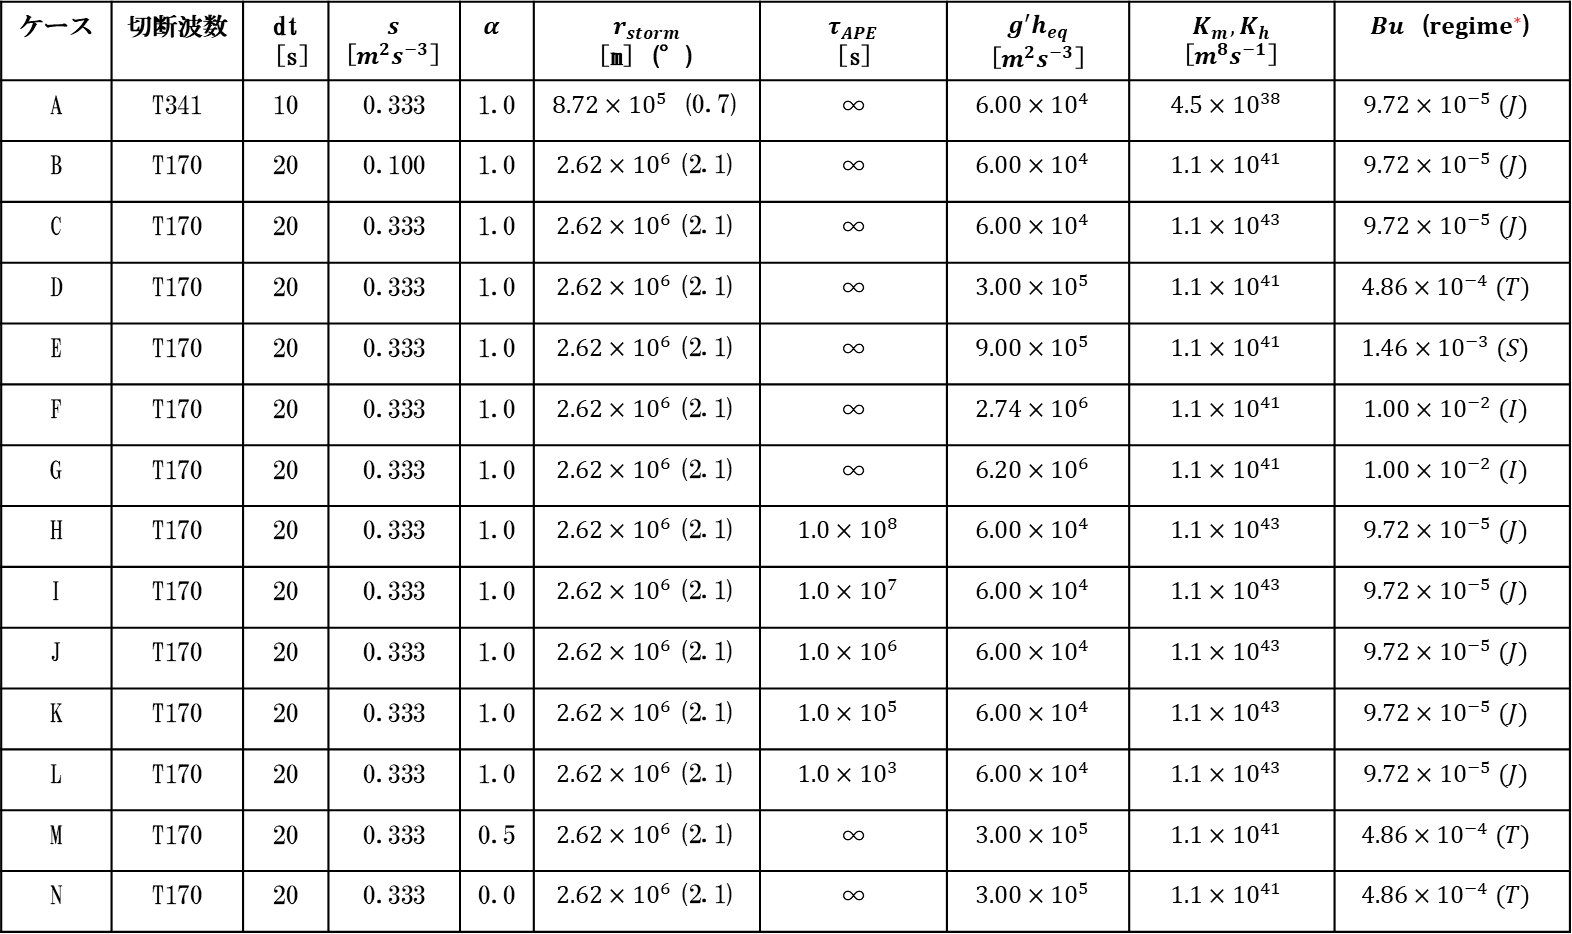 ケース 切断波数 dt [s] s [m²s⁻³] α r_storm [m] (°) τ_APE [s] g′h_eq [m²s⁻³] K_m, K_h [m⁸s⁻¹] Bu (regime*)
A T341 10 0.333 1.0 8.72 × 10⁵ (0.7) ∞ 6.00 × 10⁴ 4.5 × 10³⁸ 9.72 × 10⁻⁵ (J)
B T170 20 0.100 1.0 2.62 × 10⁶ (2.1) ∞ 6.00 × 10⁴ 1.1 × 10⁴¹ 9.72 × 10⁻⁵ (J)
C T170 20 0.333 1.0 2.62 × 10⁶ (2.1) ∞ 6.00 × 10⁴ 1.1 × 10⁴³ 9.72 × 10⁻⁵ (J)
D T170 20 0.333 1.0 2.62 × 10⁶ (2.1) ∞ 3.00 × 10⁵ 1.1 × 10⁴¹ 4.86 × 10⁻⁴ (T)
E T170 20 0.333 1.0 2.62 × 10⁶ (2.1) ∞ 9.00 × 10⁵ 1.1 × 10⁴¹ 1.46 × 10⁻³ (S)
F T170 20 0.333 1.0 2.62 × 10⁶ (2.1) ∞ 2.74 × 10⁶ 1.1 × 10⁴¹ 1.00 × 10⁻² (I)
G T170 20 0.333 1.0 2.62 × 10⁶ (2.1) ∞ 6.20 × 10⁶ 1.1 × 10⁴¹ 1.00 × 10⁻² (I)
H T170 20 0.333 1.0 2.62 × 10⁶ (2.1) 1.0 × 10⁸ 6.00 × 10⁴ 1.1 × 10⁴³ 9.72 × 10⁻⁵ (J)
I T170 20 0.333 1.0 2.62 × 10⁶ (2.1) 1.0 × 10⁷ 6.00 × 10⁴ 1.1 × 10⁴³ 9.72 × 10⁻⁵ (J)
J T170 20 0.333 1.0 2.62 × 10⁶ (2.1) 1.0 × 10⁶ 6.00 × 10⁴ 1.1 × 10⁴³ 9.72 × 10⁻⁵ (J)
K T170 20 0.333 1.0 2.62 × 10⁶ (2.1) 1.0 × 10⁵ 6.00 × 10⁴ 1.1 × 10⁴³ 9.72 × 10⁻⁵ (J)
L T170 20 0.333 1.0 2.62 × 10⁶ (2.1) 1.0 × 10³ 6.00 × 10⁴ 1.1 × 10⁴³ 9.72 × 10⁻⁵ (J)
M T170 20 0.333 0.5 2.62 × 10⁶ (2.1) ∞ 3.00 × 10⁵ 1.1 × 10⁴¹ 4.86 × 10⁻⁴ (T)
N T170 20 0.333 0.0 2.62 × 10⁶ (2.1) ∞ 3.00 × 10⁵ 1.1 × 10⁴¹ 4.86 × 10⁻⁴ (T)